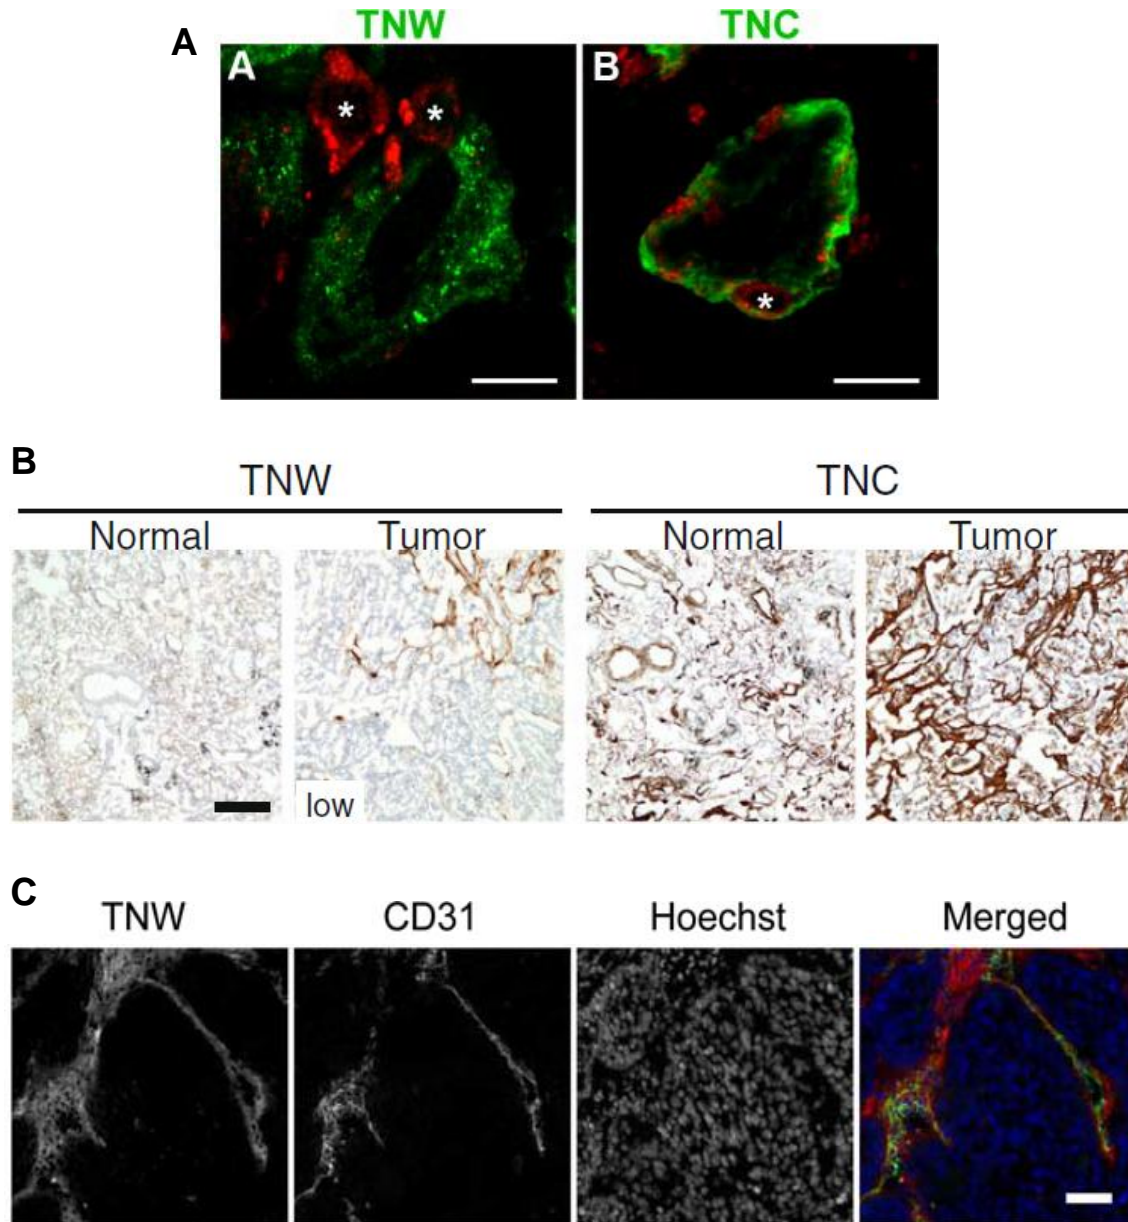 A
TNW TNC
A B
* * *
B
TNW TNC
Normal Tumor Normal Tumor
low
C
TNW CD31 Hoechst Merged